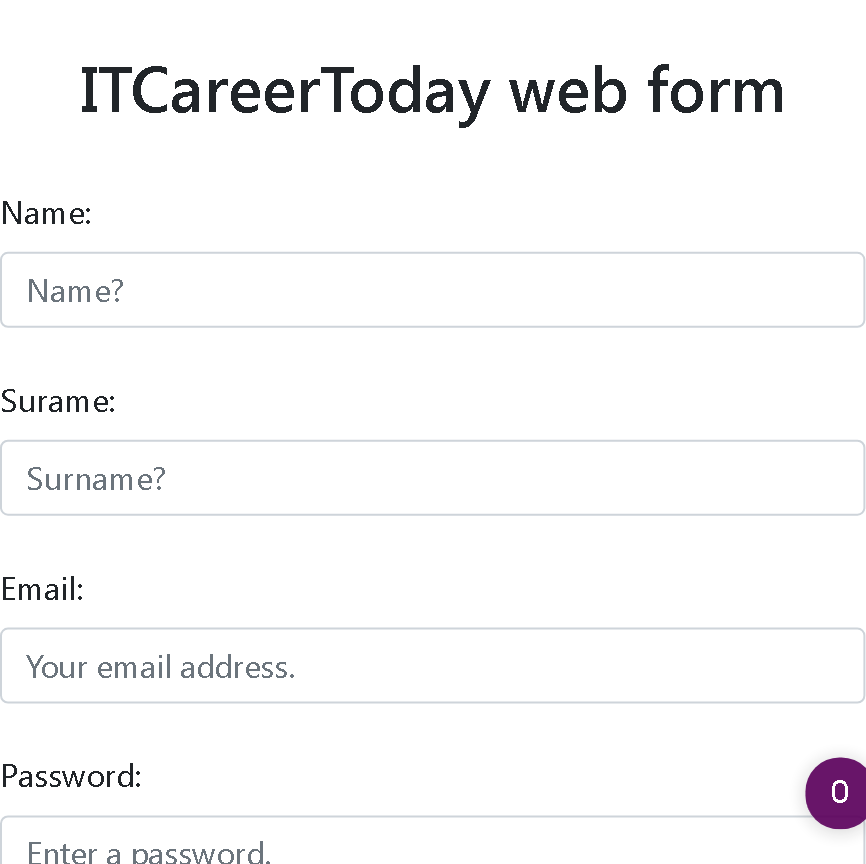 ITCareerToday web form
Name:
Name?
Surame:
Surname?
Email:
Your email address.
Password:
0
Enter a password.